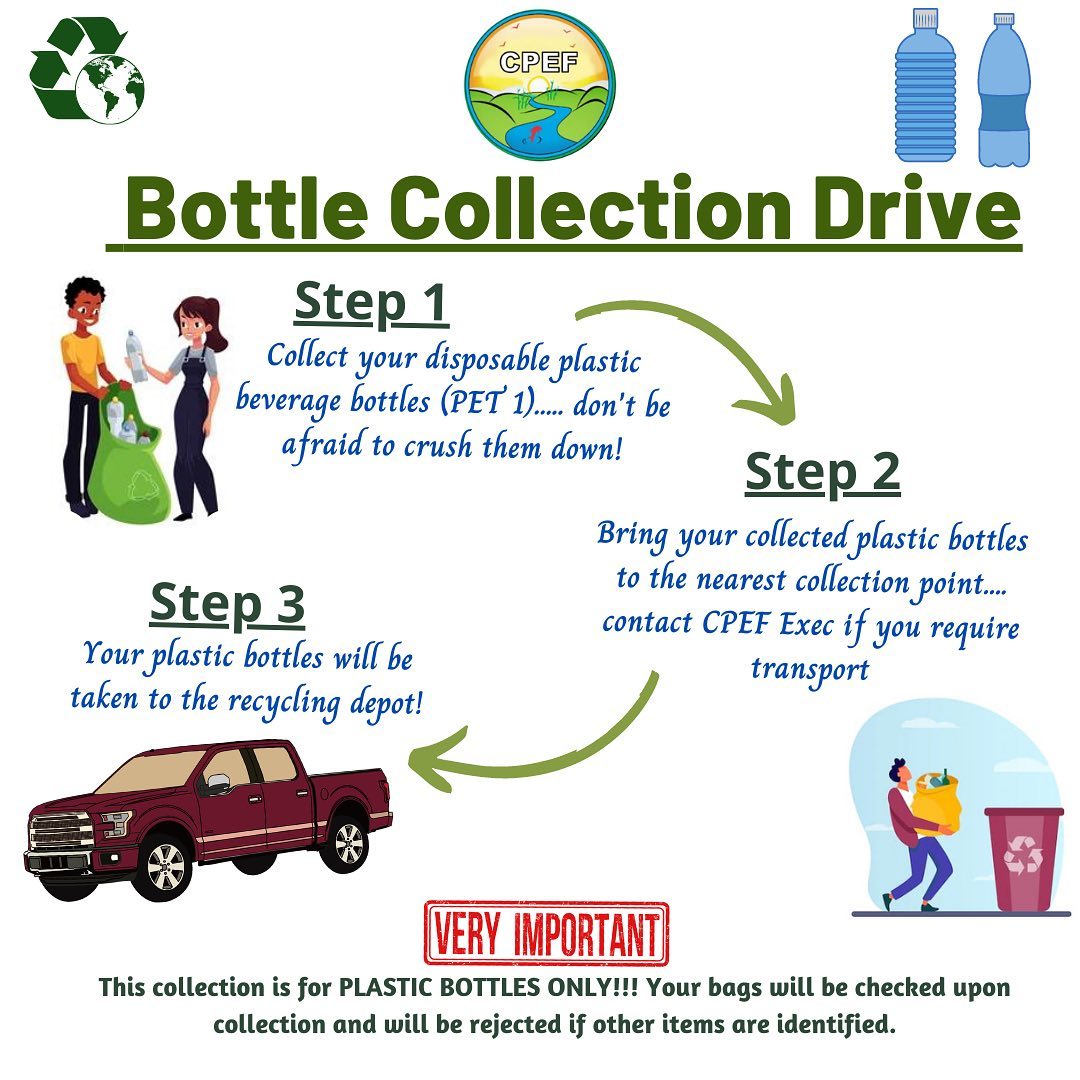 CPEF
Bottle Collection Drive
Step 1
Collect your disposable plastic
beverage bottles (PET 1)..... don't be
afraid to crush them down!
Step 2
Bring your collected plastic bottles
to the nearest collection point....
contact CPEF Exec if you require
transport
Step 3
Your plastic bottles will be
taken to the recycling depot!
VERY IMPORTANT
This collection is for PLASTIC BOTTLES ONLY!!! Your bags will be checked upon
collection and will be rejected if other items are identified.